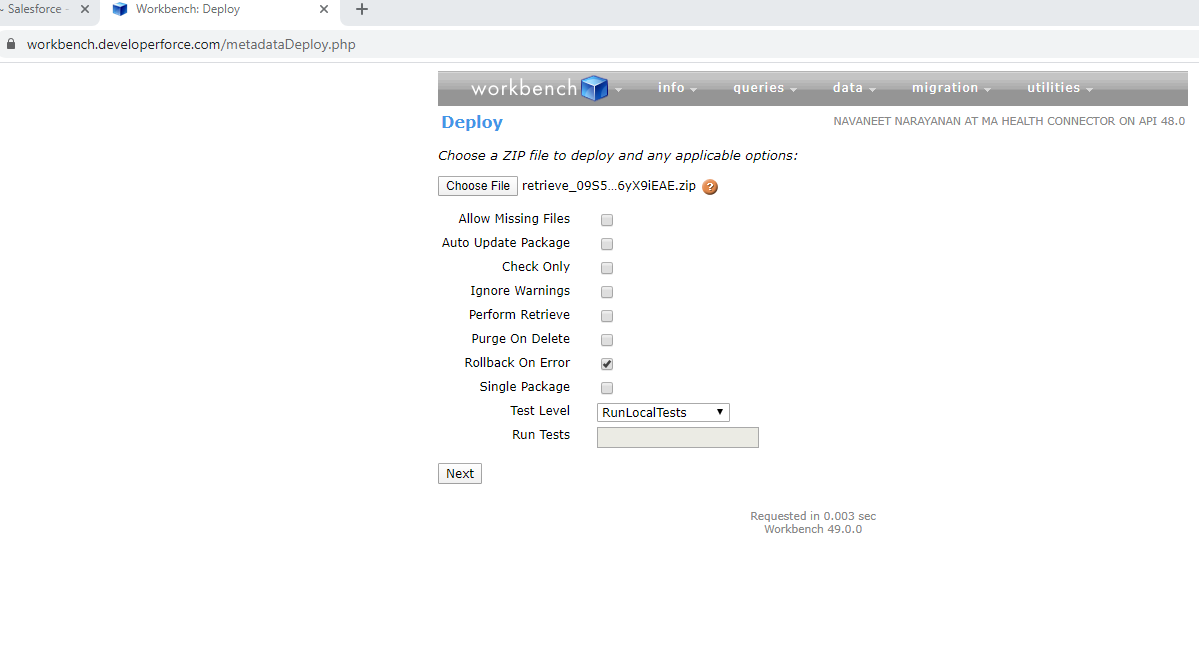 ~ Salesforce -
Workbench: Deploy
workbench.developerforce.com/metadataDeploy.php
workbench info queries data migration utilities
Deploy
NAVANEET NARAYANAN AT MA HEALTH CONNECTOR ON API 48.0
Choose a ZIP file to deploy and any applicable options:
Choose File retrieve_09S5...6yX9iEAE.zip ?
Allow Missing Files
Auto Update Package
Check Only
Ignore Warnings
Perform Retrieve
Purge On Delete
Rollback On Error
Single Package
Test Level RunLocalTests
Run Tests
Next
Requested in 0.003 sec
Workbench 49.0.0